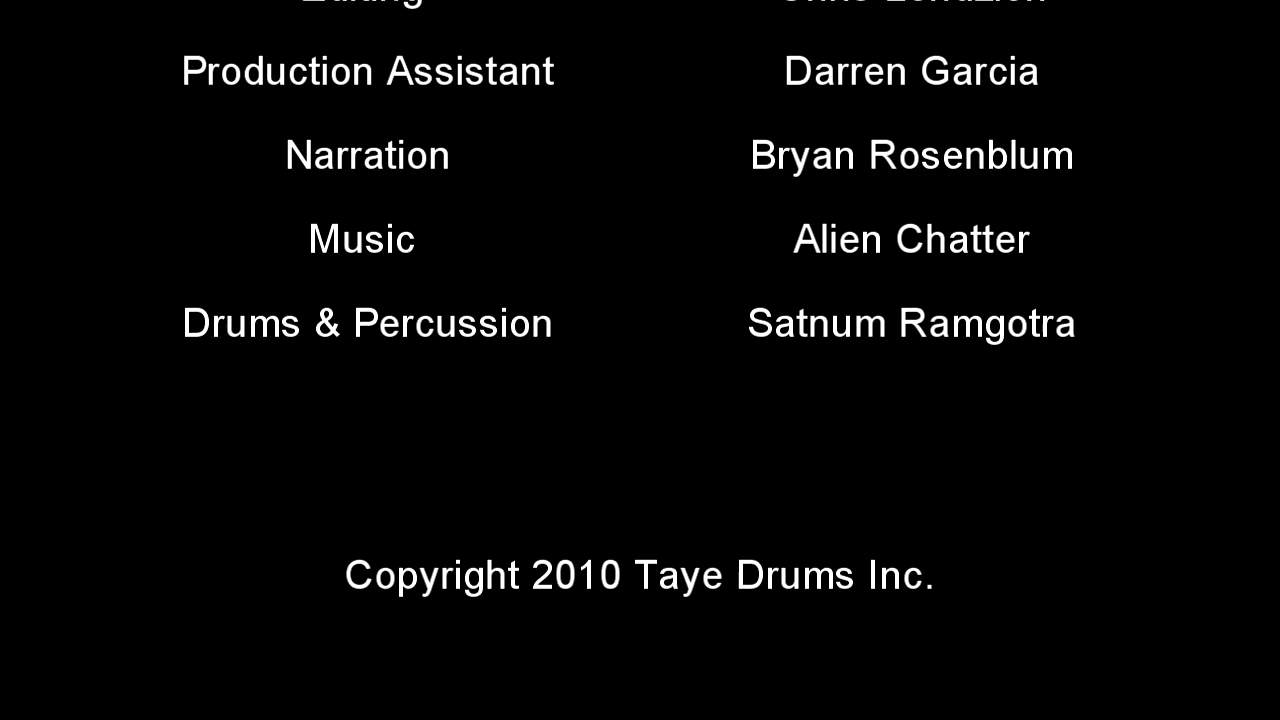 Production Assistant Darren Garcia
Narration Bryan Rosenblum
Music Alien Chatter
Drums & Percussion Satnum Ramgotra
Copyright 2010 Taye Drums Inc.